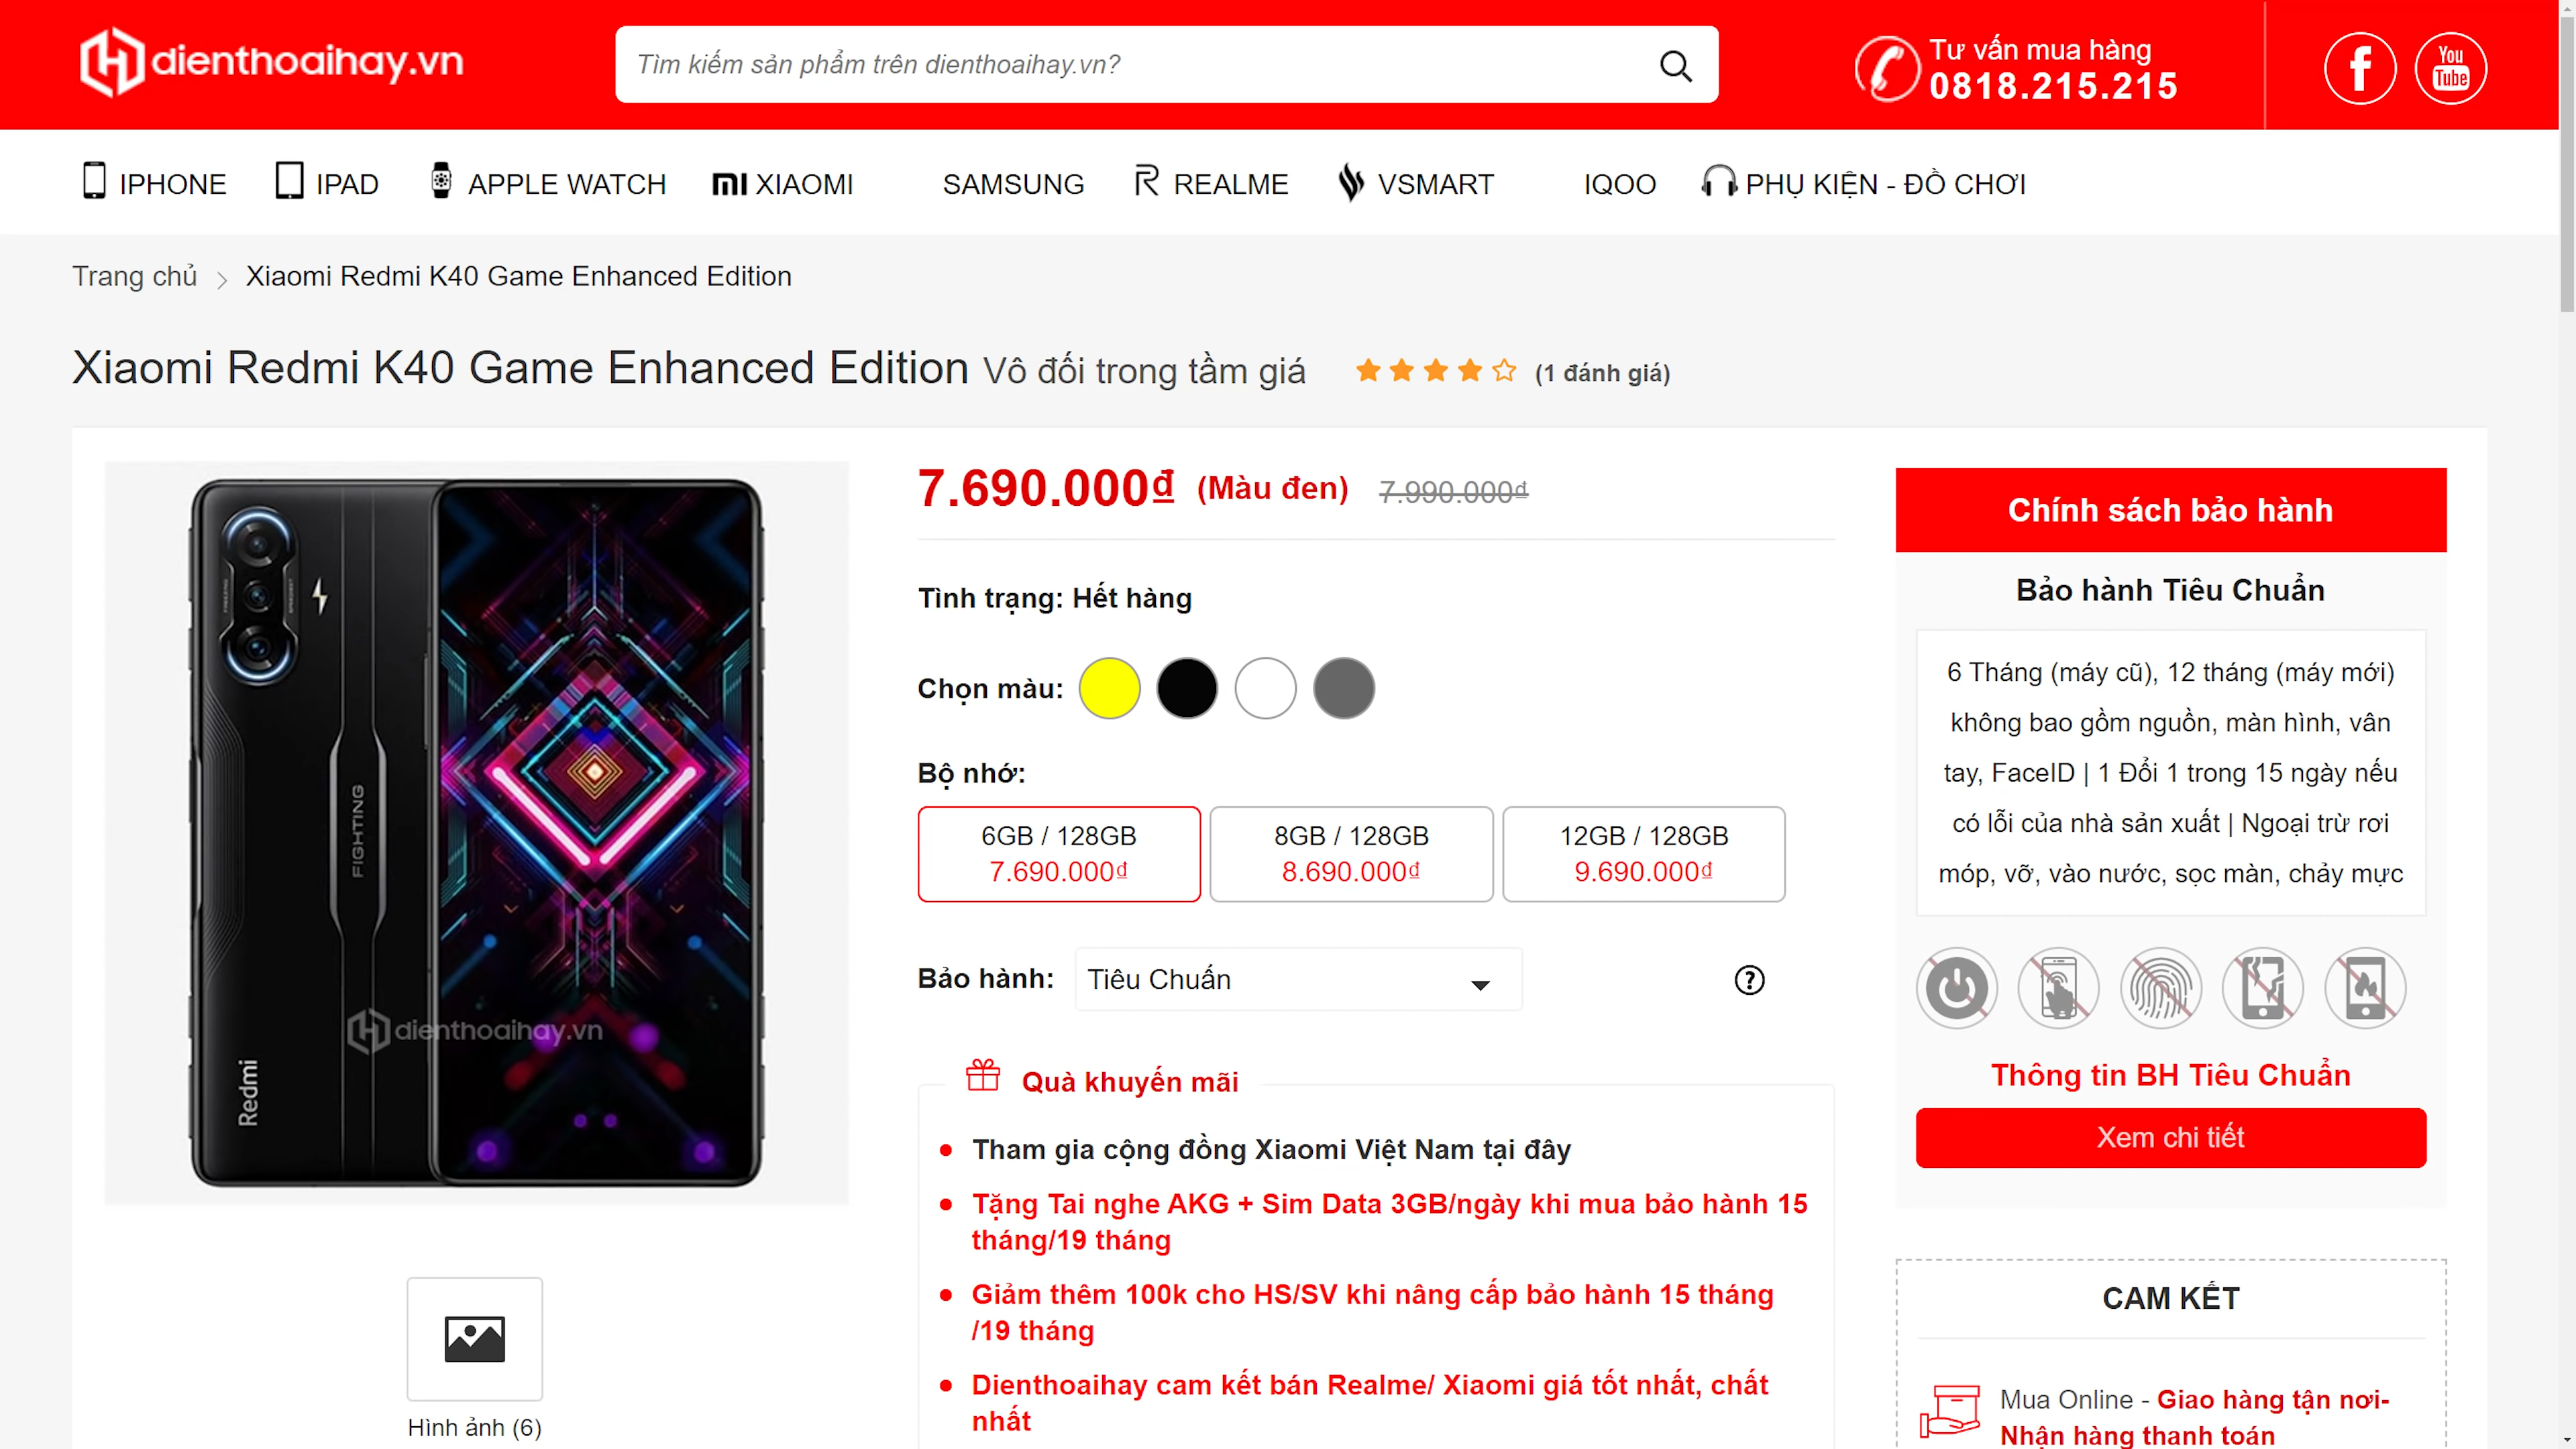 dienthoaihay.vn
Tìm kiếm sản phẩm trên dienthoaihay.vn?
Tư vấn mua hàng
0818.215.215
f
You
Tube
IPHONE
IPAD
APPLE WATCH
XIAOMI
SAMSUNG
REALME
VSMART
IQOO
PHỤ KIỆN - ĐỒ CHƠI
Trang chủ
Xiaomi Redmi K40 Game Enhanced Edition
Xiaomi Redmi K40 Game Enhanced Edition Vô đối trong tầm giá (1 đánh giá)
FIGHTING
Redmi
dienthoaihay.vn
Hình ảnh (6)
7.690.000₫ (Màu đen) 7.990.000₫
Tình trạng: Hết hàng
Chọn màu:
Bộ nhớ:
6GB / 128GB
7.690.000₫
8GB / 128GB
8.690.000₫
12GB / 128GB
9.690.000₫
Bảo hành: Tiêu Chuẩn
?
Quà khuyến mãi
Tham gia cộng đồng Xiaomi Việt Nam tại đây
Tặng Tai nghe AKG + Sim Data 3GB/ngày khi mua bảo hành 15
tháng/19 tháng
Giảm thêm 100k cho HS/SV khi nâng cấp bảo hành 15 tháng
/19 tháng
Dienthoaihay cam kết bán Realme/ Xiaomi giá tốt nhất, chất
nhất
Chính sách bảo hành
Bảo hành Tiêu Chuẩn
6 Tháng (máy cũ), 12 tháng (máy mới)
không bao gồm nguồn, màn hình, vân
tay, FaceID | 1 Đổi 1 trong 15 ngày nếu
có lỗi của nhà sản xuất | Ngoại trừ rơi
móp, vỡ, vào nước, sọc màn, chảy mực
Thông tin BH Tiêu Chuẩn
Xem chi tiết
CAM KẾT
Mua Online - Giao hàng tận nơi-
Nhận hàng thanh toán